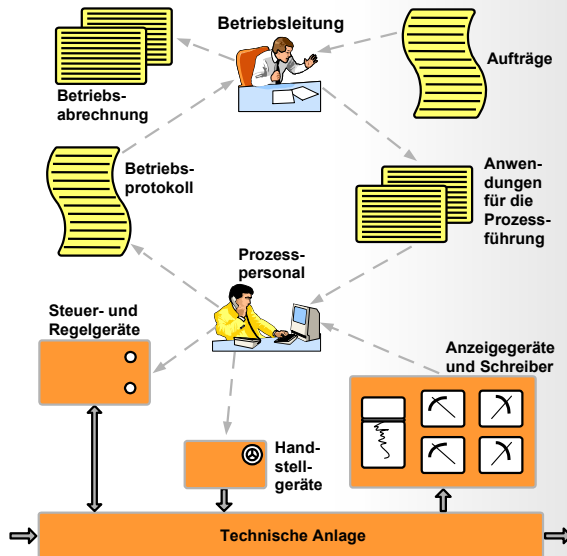 Betriebsleitung
Aufträge
Betriebs-
abrechnung
Betriebs-
protokoll
Anwen-
dungen
für die
Prozess-
führung
Prozess-
personal
Steuer- und
Regelgeräte
Anzeigegeräte
und Schreiber
Hand-
stell-
geräte
Technische Anlage